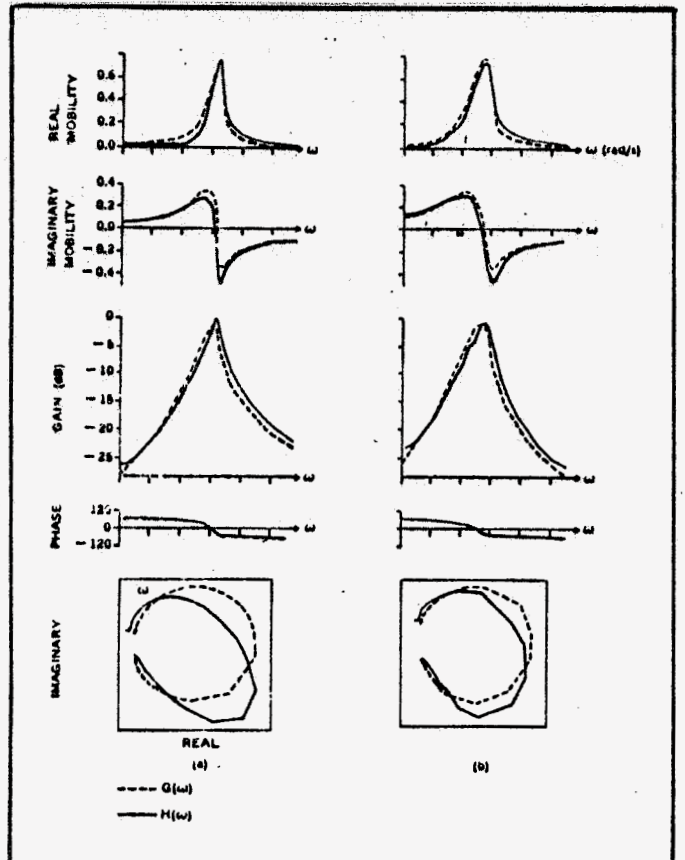 REAL
MOBILITY
0.6
0.4
0.2
0.0
ω
ω (rad/s)
IMAGINARY
MOBILITY
0.4
0.2
0.0
-0.2
-0.4
ω
ω
GAIN (dB)
0
-5
-10
-15
-20
-25
ω
ω
PHASE
120
0
-120
ω
ω
IMAGINARY
ω
REAL
(a)
(b)
G(ω)
H(ω)